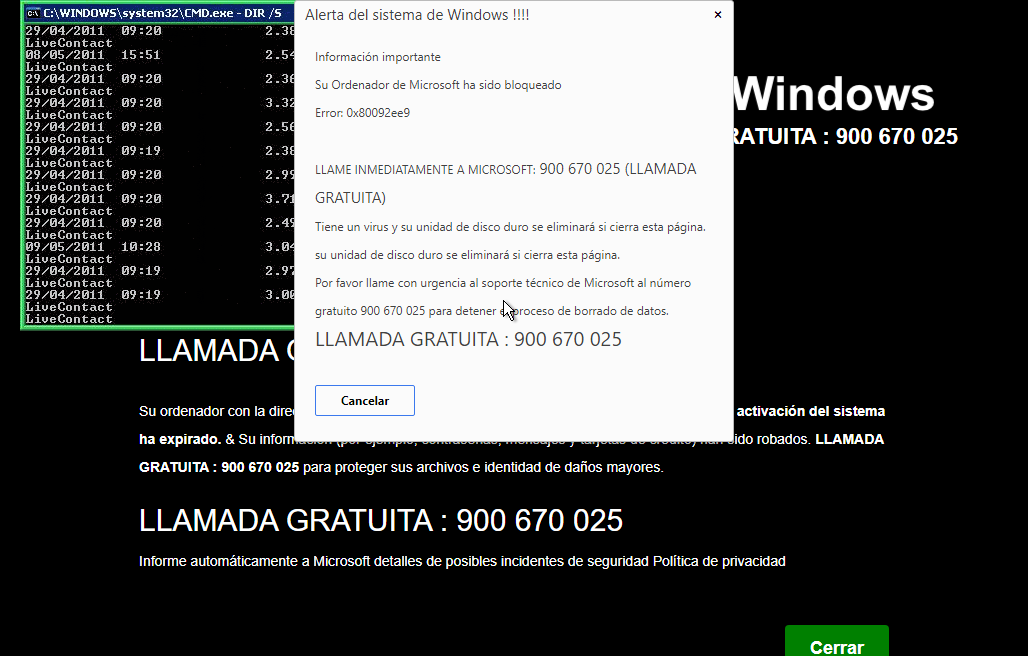 C:\WINDOWS\system32\CMD.exe - DIR /S
29/04/2011 09:20 2.38
LiveContact
08/05/2011 15:51 2.54
LiveContact
29/04/2011 09:20 2.36
LiveContact
29/04/2011 09:20 3.32
LiveContact
29/04/2011 09:20 2.56
LiveContact
29/04/2011 09:19 2.38
LiveContact
29/04/2011 09:20 2.99
LiveContact
29/04/2011 09:20 3.71
LiveContact
29/04/2011 09:20 2.49
LiveContact
09/05/2011 10:28 3.04
LiveContact
29/04/2011 09:19 2.97
LiveContact
29/04/2011 09:19 3.00
LiveContact
LiveContact
Alerta del sistema de Windows !!!!
×
Información importante
Su Ordenador de Microsoft ha sido bloqueado
Error: 0x80092ee9
LLAME INMEDIATAMENTE A MICROSOFT: 900 670 025 (LLAMADA
GRATUITA)
Tiene un virus y su unidad de disco duro se eliminará si cierra esta página.
su unidad de disco duro se eliminará si cierra esta página.
Por favor llame con urgencia al soporte técnico de Microsoft al número
gratuito 900 670 025 para detener el proceso de borrado de datos.
LLAMADA GRATUITA : 900 670 025
Cancelar
Windows
RATUITA : 900 670 025
LLAMADA G
Su ordenador con la direc activación del sistema
ha expirado. & Su información (por ejemplo, contraseñas, mensajes y tarjetas de crédito) han sido robados. LLAMADA
GRATUITA : 900 670 025 para proteger sus archivos e identidad de daños mayores.
LLAMADA GRATUITA : 900 670 025
Informe automáticamente a Microsoft detalles de posibles incidentes de seguridad Política de privacidad
Cerrar